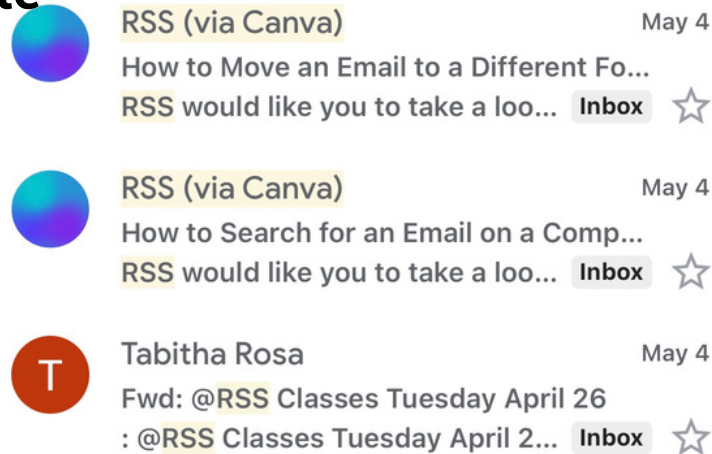 RSS (via Canva) May 4
How to Move an Email to a Different Fo...
RSS would like you to take a loo... Inbox
RSS (via Canva) May 4
How to Search for an Email on a Comp...
RSS would like you to take a loo... Inbox
T Tabitha Rosa May 4
Fwd: @RSS Classes Tuesday April 26
: @RSS Classes Tuesday April 2... Inbox